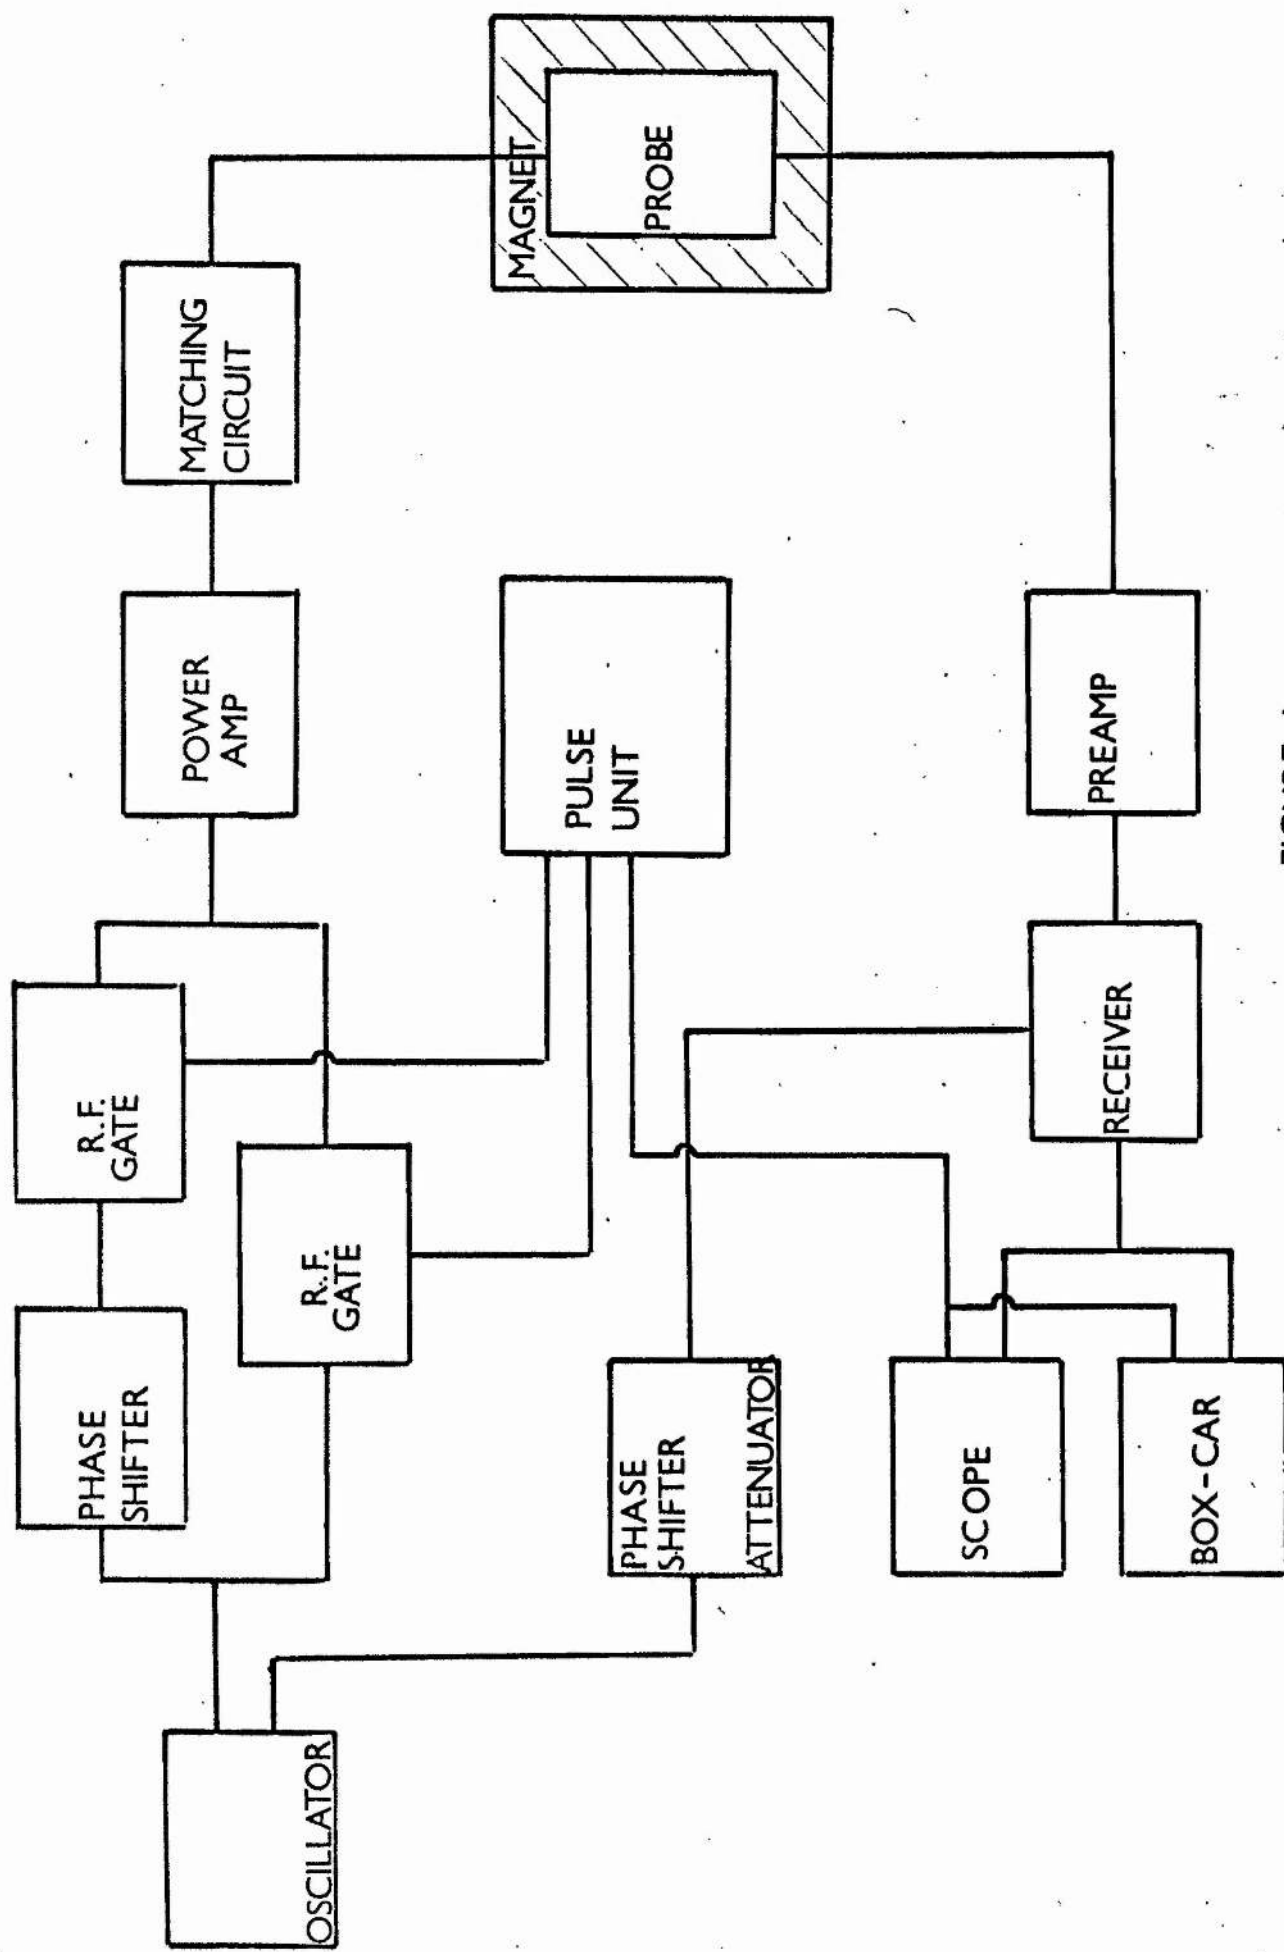 PHASE
SHIFTER
R.F.
GATE
POWER
AMP
MATCHING
CIRCUIT
R.F.
GATE
OSCILLATOR
PULSE
UNIT
MAGNET
PROBE
PHASE
SHIFTER
ATTENUATOR
SCOPE
RECEIVER
PREAMP
BOX-CAR